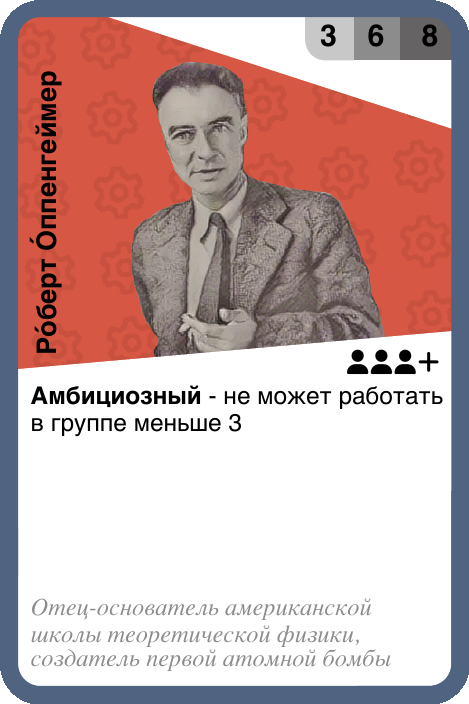 3 6 8
Ро́берт О́ппенгеймер
+
Амбициозный - не может работать
в группе меньше 3
Отец-основатель американской
школы теоретической физики,
создатель первой атомной бомбы